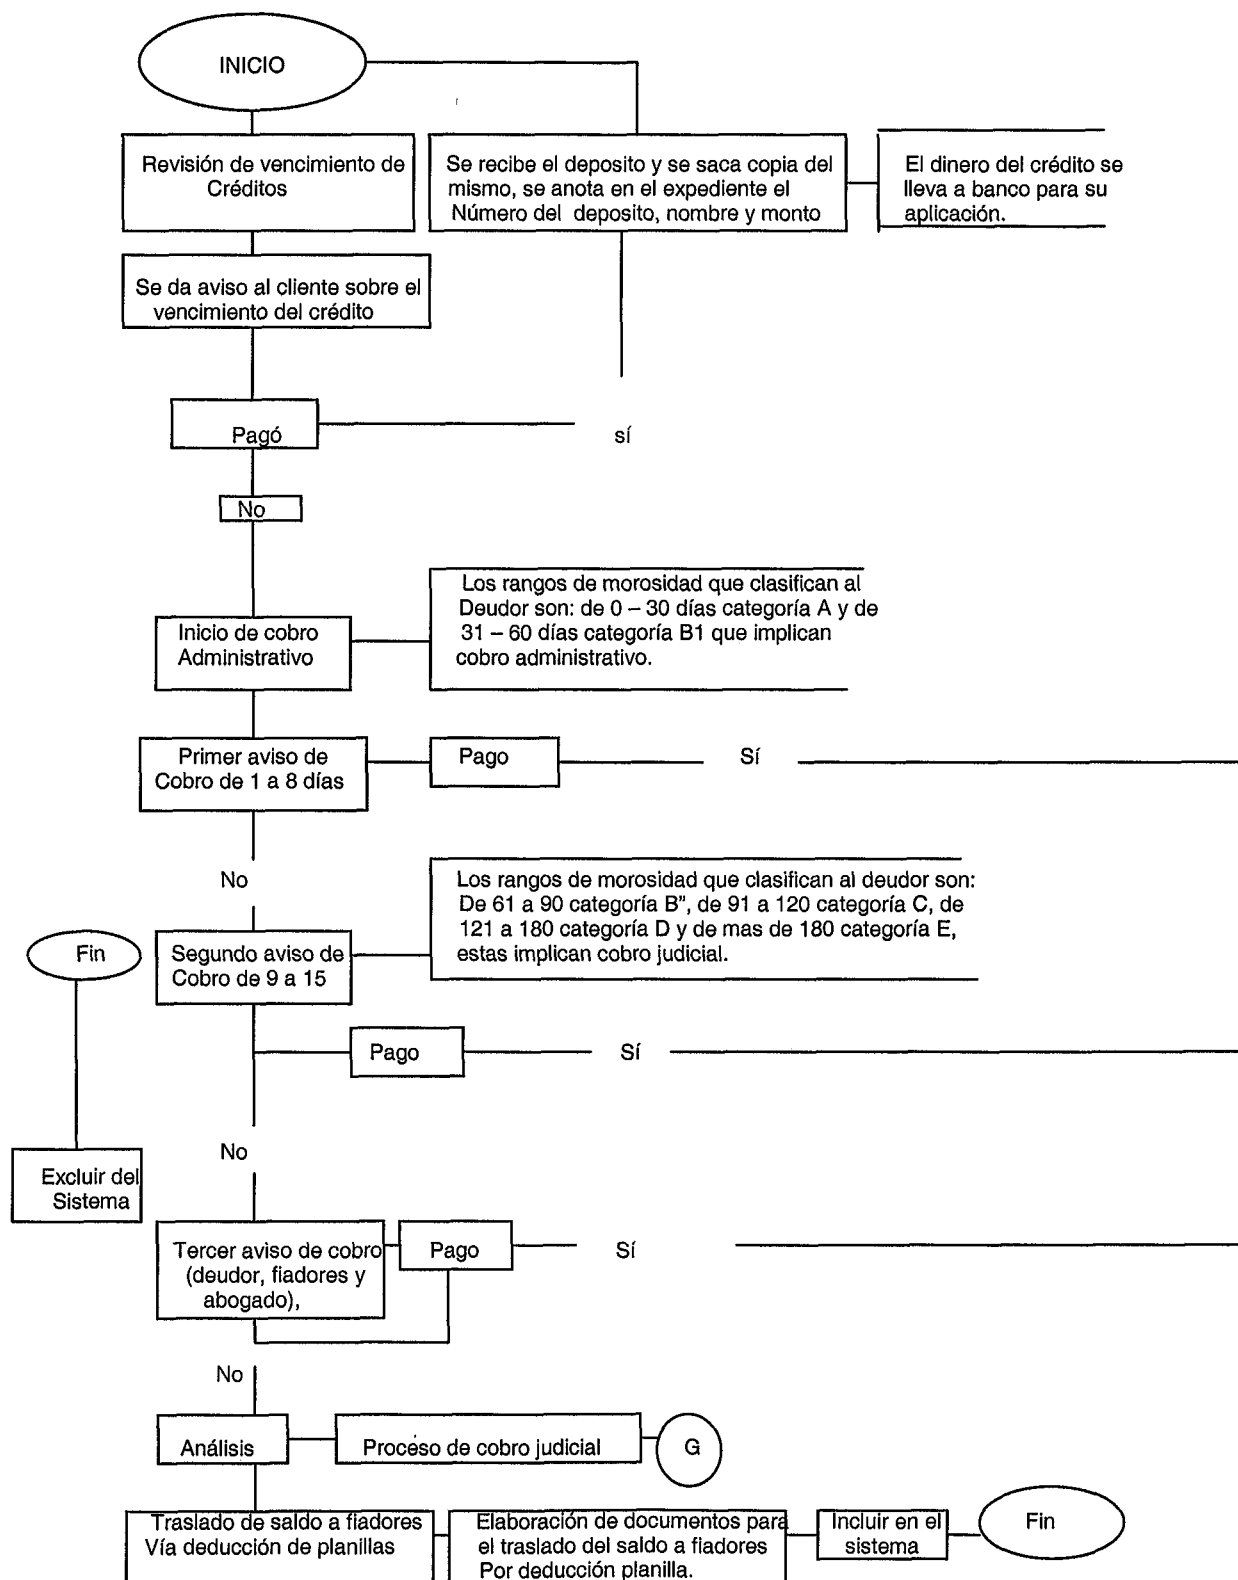 INICIO
Revisión de vencimiento de
Créditos
Se recibe el deposito y se saca copia del
mismo, se anota en el expediente el
Número del deposito, nombre y monto
El dinero del crédito se
lleva a banco para su
aplicación.
Se da aviso al cliente sobre el
vencimiento del crédito
Pagó
sí
No
Los rangos de morosidad que clasifican al
Deudor son: de 0 – 30 días categoría A y de
31 – 60 días categoría B1 que implican
cobro administrativo.
Inicio de cobro
Administrativo
Primer aviso de
Cobro de 1 a 8 días
Pago
Sí
No
Los rangos de morosidad que clasifican al deudor son:
De 61 a 90 categoría B”, de 91 a 120 categoría C, de
121 a 180 categoría D y de mas de 180 categoría E,
estas implican cobro judicial.
Fin
Segundo aviso de
Cobro de 9 a 15
Pago
Sí
No
Excluir del
Sistema
Tercer aviso de cobro
(deudor, fiadores y
abogado),
Pago
Sí
No
Análisis
Proceso de cobro judicial
G
Traslado de saldo a fiadores
Vía deducción de planillas
Elaboración de documentos para
el traslado del saldo a fiadores
Por deducción planilla.
Incluir en el
sistema
Fin